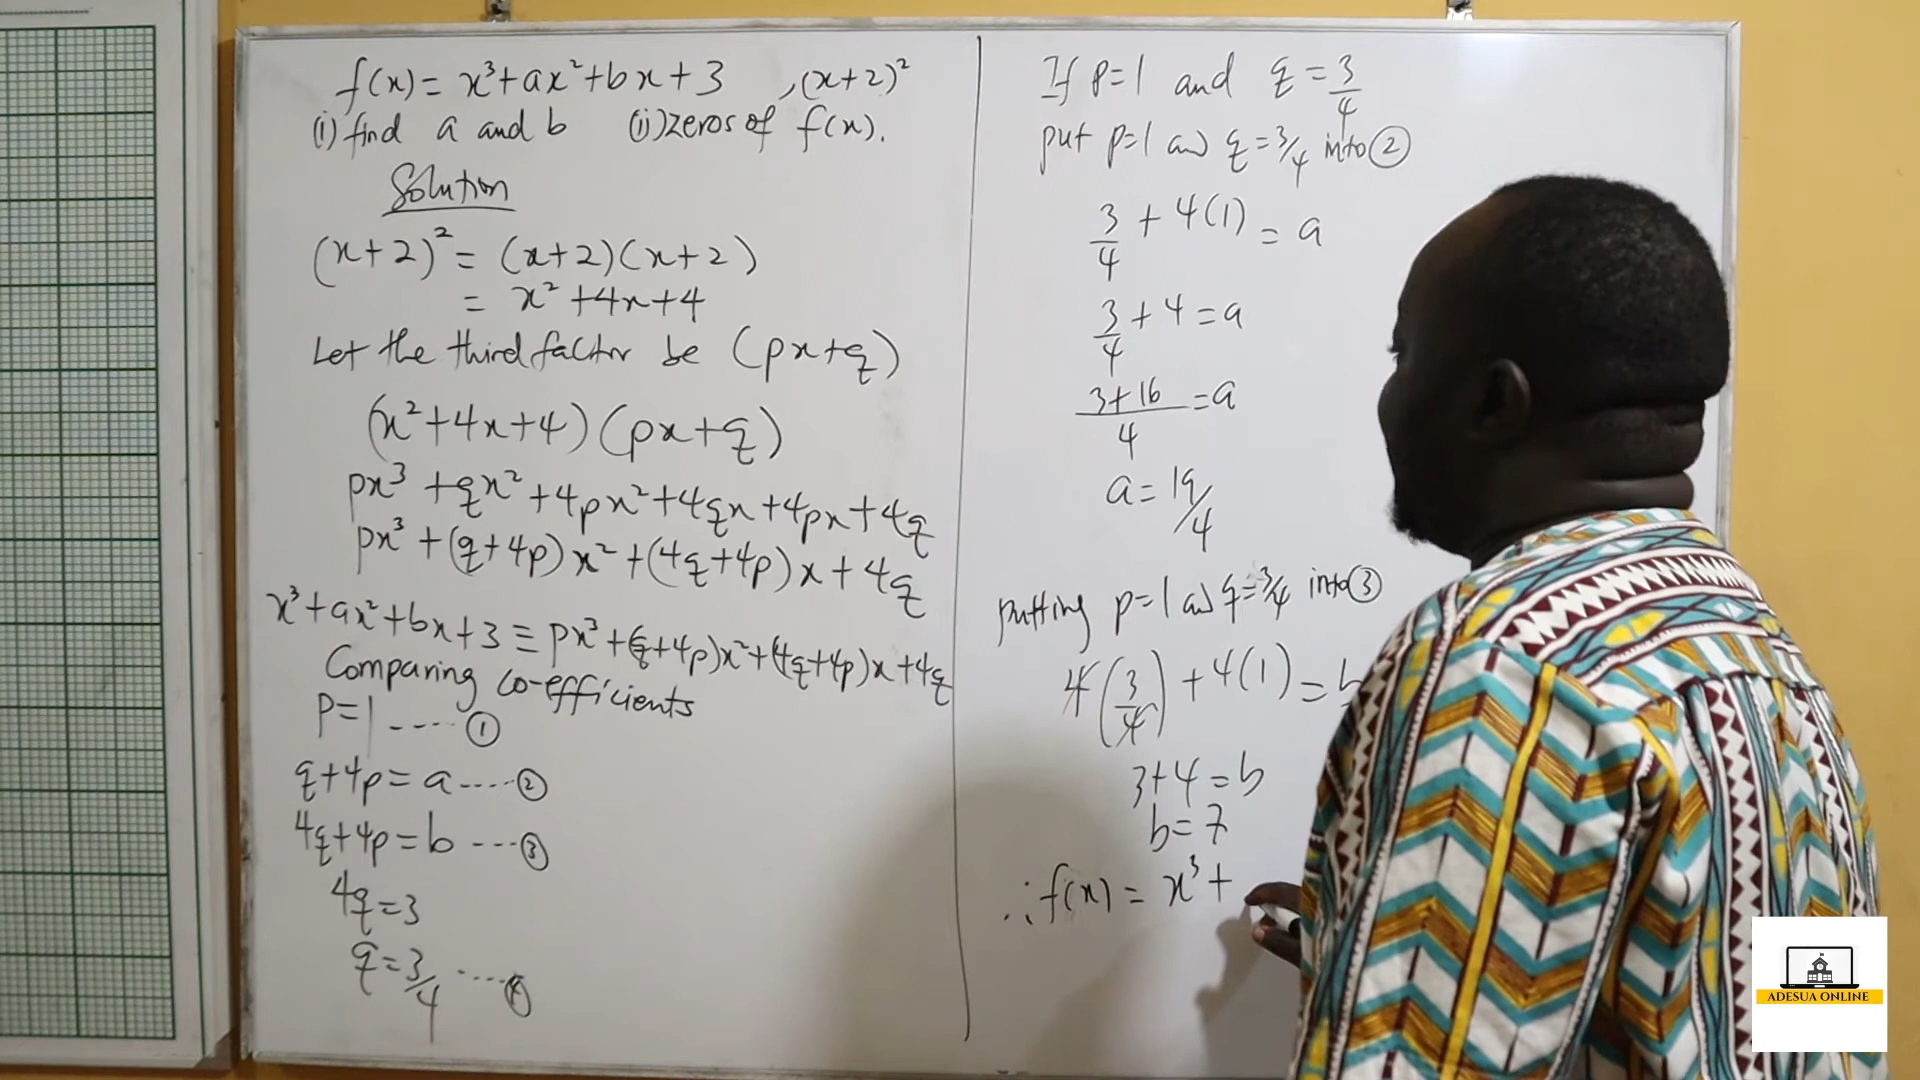 f(x) = x³ + ax² + bx + 3 , (x+2)²
(i) find a and b (ii) zeros of f(x).
Solution
(x+2)² = (x+2)(x+2)
= x² + 4x + 4
Let the third factor be (px+q)
(x²+4x+4)(px+q)
px³ + qx² + 4px² + 4qx + 4px + 4q
px³ + (q+4p)x² + (4q+4p)x + 4q
x³ + ax² + bx + 3 ≡ px³ + (q+4p)x² + (4q+4p)x + 4q
Comparing co-efficients
P=1 ---- ①
q+4p = a ---- ②
4q+4p = b --- ③
4q = 3
q = 3/4 ----
If p=1 and q = 3/4
put p=1 and q = 3/4 into ②
3/4 + 4(1) = a
3/4 + 4 = a
(3+16)/4 = a
a = 19/4
putting p=1 and q=3/4 into ③
4(3/4) + 4(1) = b
3+4 = b
b = 7
∴ f(x) = x³ +
ADESUA ONLINE